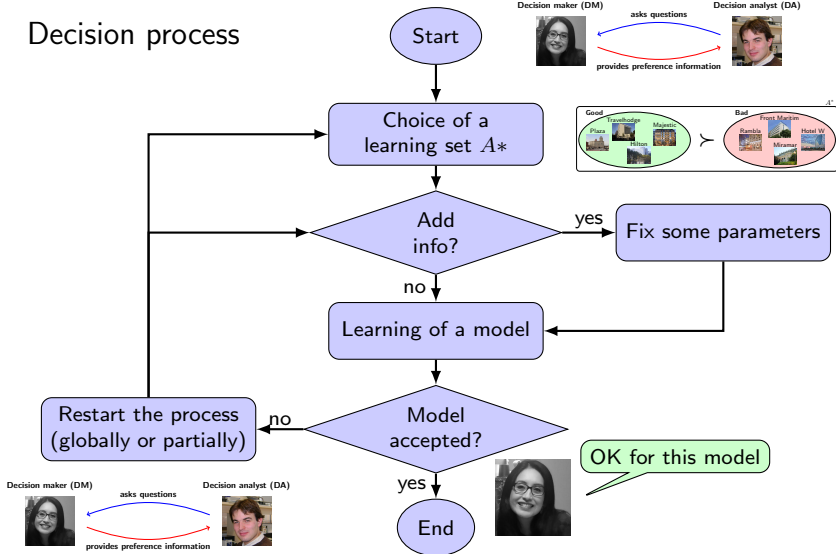 Decision process
Start
Decision maker (DM)
Decision analyst (DA)
asks questions
provides preference information
Choice of a
learning set A∗
A*
Good
Travelhodge
Plaza
Majestic
Hilton
≻
Bad
Front Maritim
Rambla
Hotel W
Miramar
Add
info?
yes
Fix some parameters
no
Learning of a model
Restart the process
(globally or partially)
no
Model
accepted?
OK for this model
yes
End
Decision maker (DM)
Decision analyst (DA)
asks questions
provides preference information